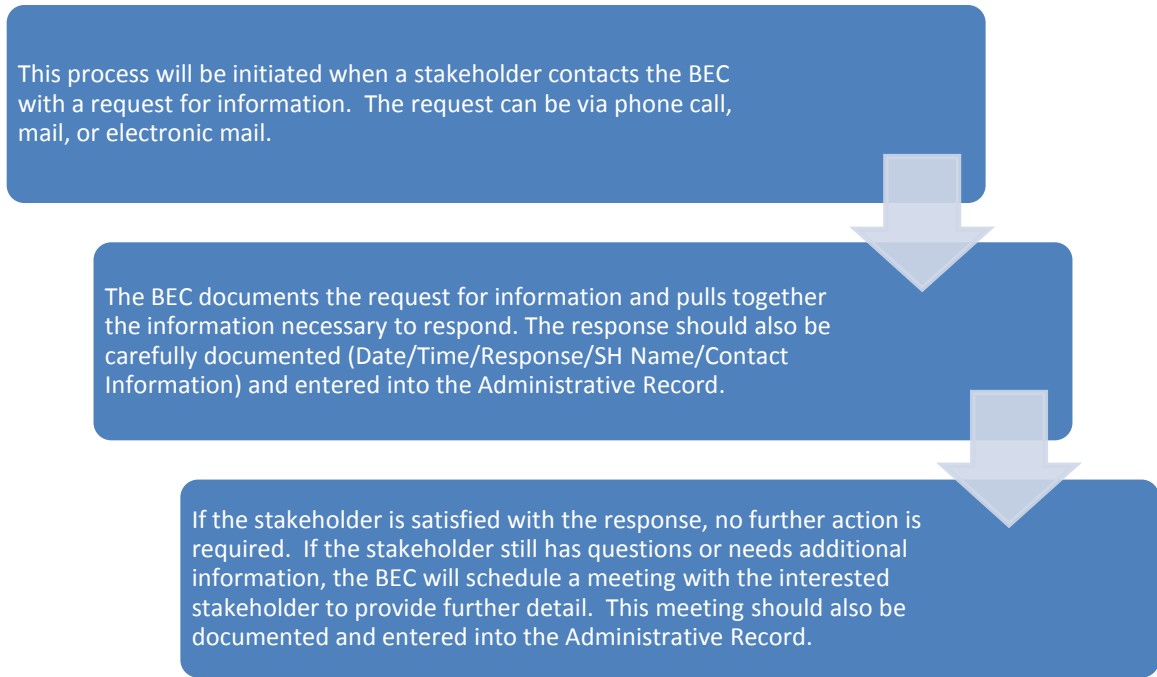 This process will be initiated when a stakeholder contacts the BEC
with a request for information.  The request can be via phone call,
mail, or electronic mail.
The BEC documents the request for information and pulls together
the information necessary to respond. The response should also be
carefully documented (Date/Time/Response/SH Name/Contact
Information) and entered into the Administrative Record.
If the stakeholder is satisfied with the response, no further action is
required.  If the stakeholder still has questions or needs additional
information, the BEC will schedule a meeting with the interested
stakeholder to provide further detail.  This meeting should also be
documented and entered into the Administrative Record.